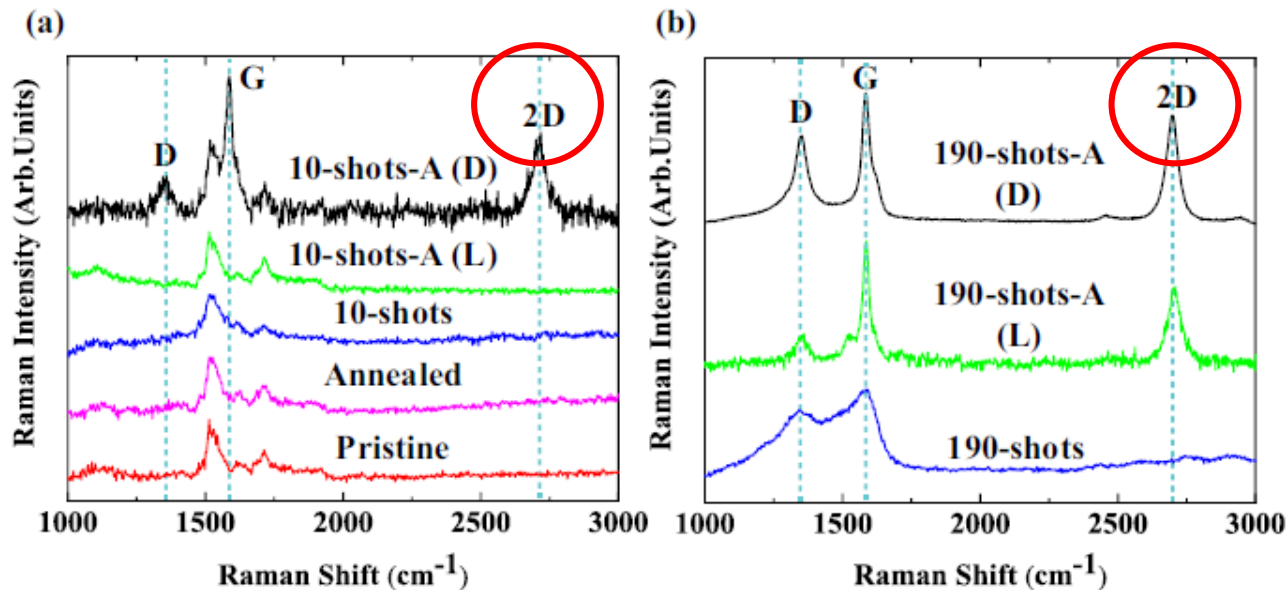 (a)
Raman Intensity (Arb.Units)
D
G
2D
10-shots-A (D)
10-shots-A (L)
10-shots
Annealed
Pristine
1000 1500 2000 2500 3000
Raman Shift (cm⁻¹)
(b)
Raman Intensity (Arb.Units)
D
G
2D
190-shots-A
(D)
190-shots-A
(L)
190-shots
1000 1500 2000 2500 3000
Raman Shift (cm⁻¹)